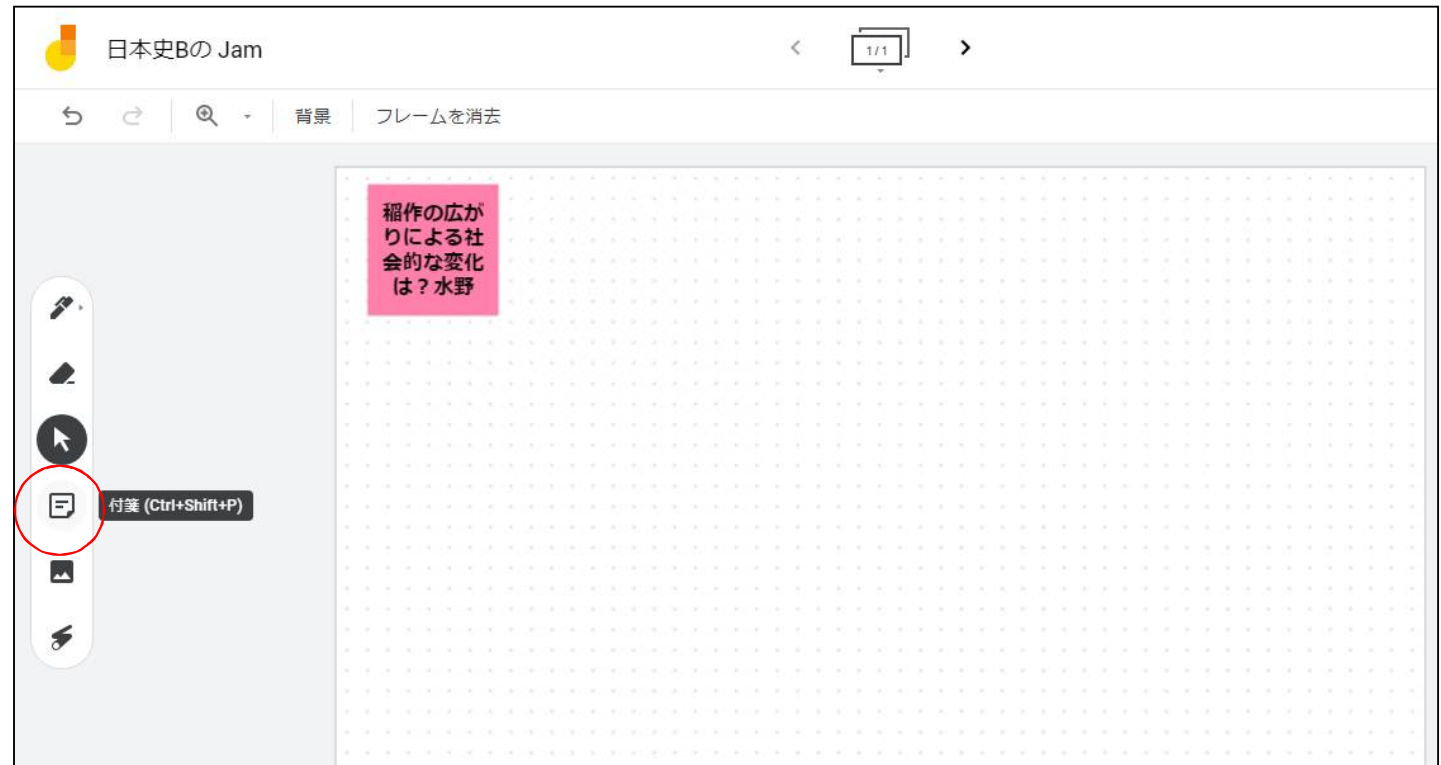 日本史Bの Jam
1/1
背景
フレームを消去
稲作の広が
りによる社
会的な変化
は？水野
付箋 (Ctrl+Shift+P)